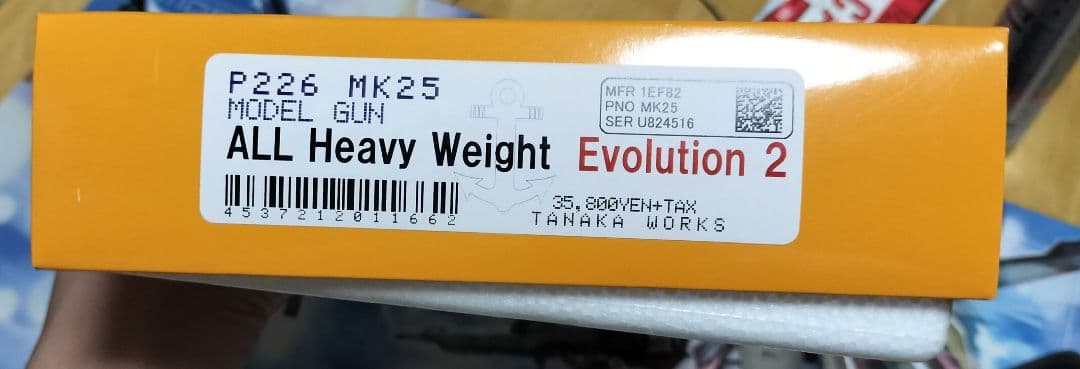 P226 MK25
MODEL GUN
ALL Heavy Weight Evolution 2
MFR 1EF82
PNO MK25
SER U824516
4537212011662
35,800YEN+TAX
TANAKA WORKS